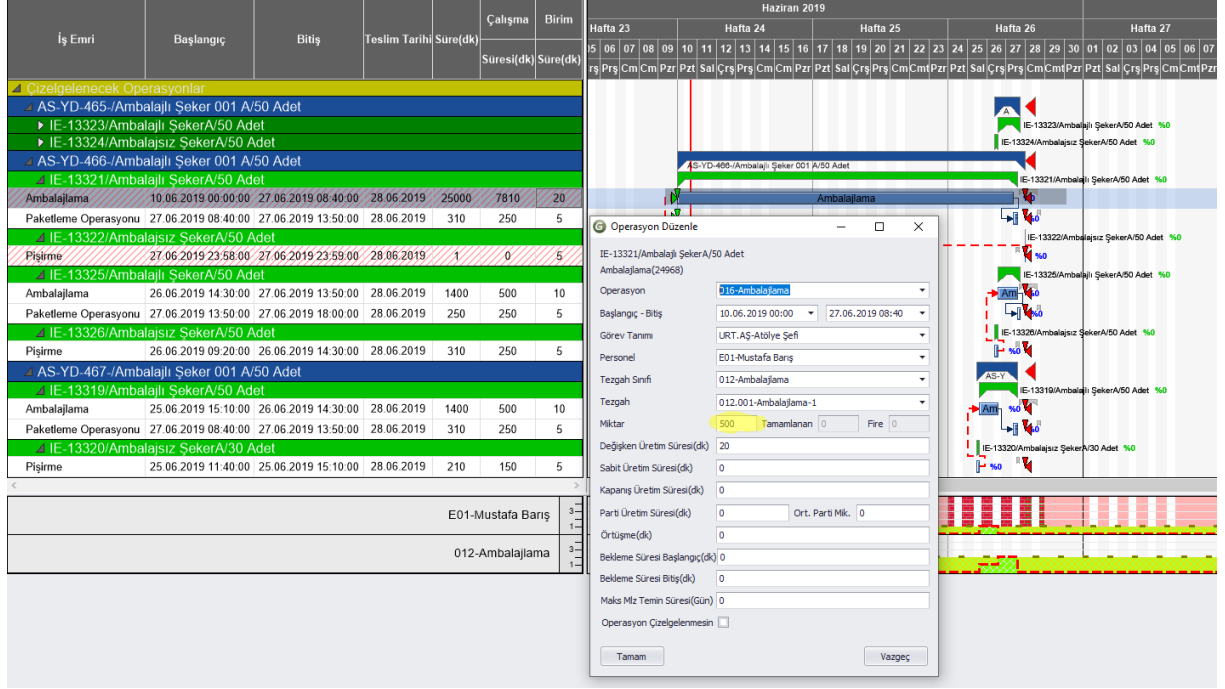 İş Emri Başlangıç Bitiş Teslim Tarihi Süre(dk) Çalışma Süresi(dk) Birim Süre(dk)
Haziran 2019
Hafta 23 Hafta 24 Hafta 25 Hafta 26 Hafta 27
06 07 08 09 10 11 12 13 14 15 16 17 18 19 20 21 22 23 24 25 26 27 28 29 30 01 02 03 04 05 06 07
Prş Cm Cm Pzr Pzt Sal Çrş Prş Cm Cm Pzr Pzt Sal Çrş Prş Cm Cmt Pzr Pzt Sal Çrş Prş Cm Cmt Pzr Pzt Sal Çrş Prş Cm Cmt Pzr
Çizelgelenecek Operasyonlar
AS-YD-465-/Ambalajlı Şeker 001 A/50 Adet
A
IE-13323/Ambalajlı ŞekerA/50 Adet
IE-13323/Ambalajlı ŞekerA/50 Adet %0
IE-13324/Ambalajsız ŞekerA/50 Adet
IE-13324/Ambalajsız ŞekerA/50 Adet %0
AS-YD-466-/Ambalajlı Şeker 001 A/50 Adet
AS-YD-466-/Ambalajlı Şeker 001 A/50 Adet
IE-13321/Ambalajlı ŞekerA/50 Adet
IE-13321/Ambalajlı ŞekerA/50 Adet %0
Ambalajlama 10.06.2019 00:00:00 27.06.2019 08:40:00 28.06.2019 25000 7810 20
Ambalajlama
Paketleme Operasyonu 27.06.2019 08:40:00 27.06.2019 13:50:00 28.06.2019 310 250 5
IE-13322/Ambalajsız ŞekerA/50 Adet
IE-13322/Ambalajsız ŞekerA/50 Adet %0
Pişirme 27.06.2019 23:58:00 27.06.2019 23:59:00 28.06.2019 1 0 5
%0
IE-13325/Ambalajlı ŞekerA/50 Adet
IE-13325/Ambalajlı ŞekerA/50 Adet %0
Ambalajlama 26.06.2019 14:30:00 27.06.2019 13:50:00 28.06.2019 1400 500 10
Am
Paketleme Operasyonu 27.06.2019 13:50:00 27.06.2019 18:00:00 28.06.2019 250 250 5
IE-13326/Ambalajsız ŞekerA/50 Adet
IE-13326/Ambalajsız ŞekerA/50 Adet %0
Pişirme 26.06.2019 09:20:00 26.06.2019 14:30:00 28.06.2019 310 250 5
%0
AS-YD-467-/Ambalajlı Şeker 001 A/50 Adet
AS-Y
IE-13319/Ambalajlı ŞekerA/50 Adet
IE-13319/Ambalajlı ŞekerA/50 Adet %0
Ambalajlama 25.06.2019 15:10:00 26.06.2019 14:30:00 28.06.2019 1400 500 10
Am %0
Paketleme Operasyonu 27.06.2019 08:40:00 27.06.2019 13:50:00 28.06.2019 310 250 5
IE-13320/Ambalajsız ŞekerA/30 Adet
IE-13320/Ambalajsız ŞekerA/30 Adet %0
Pişirme 25.06.2019 11:40:00 25.06.2019 15:10:00 28.06.2019 210 150 5
%0
E01-Mustafa Barış
3
1
012-Ambalajlama
3
1
Operasyon Düzenle
IE-13321/Ambalajlı ŞekerA/50 Adet
Ambalajlama(24968)
Operasyon 016-Ambalajlama
Başlangıç - Bitiş 10.06.2019 00:00 27.06.2019 08:40
Görev Tanımı URT.AŞ-Atölye Şefi
Personel E01-Mustafa Barış
Tezgah Sınıfı 012-Ambalajlama
Tezgah 012.001-Ambalajlama-1
Miktar 500 Tamamlanan 0 Fire 0
Değişken Üretim Süresi(dk) 20
Sabit Üretim Süresi(dk) 0
Kapanış Üretim Süresi(dk) 0
Parti Üretim Süresi(dk) 0 Ort. Parti Mik. 0
Örtüşme(dk) 0
Bekleme Süresi Başlangıç(dk) 0
Bekleme Süresi Bitiş(dk) 0
Maks Mlz Temin Süresi(Gün) 0
Operasyon Çizelgelenmesin
Tamam Vazgeç